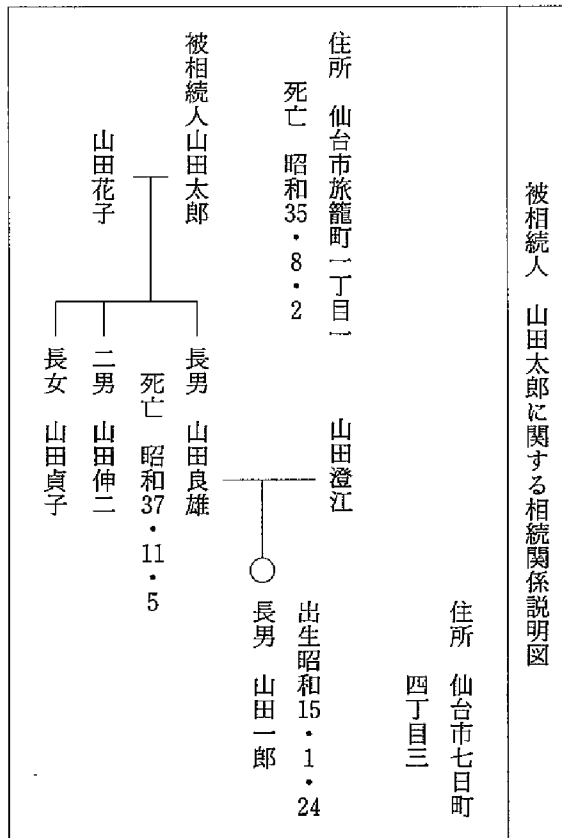 被相続人　山田太郎に関する相続関係説明図
住所　仙台市七日町
四丁目三
出生昭和15・1・24
長男　山田一郎
住所　仙台市旅籠町一丁目一
死亡　昭和35・8・2
被相続人山田太郎
山田花子
山田澄江
長男　山田良雄
死亡　昭和37・11・5
二男　山田伸二
長女　山田貞子